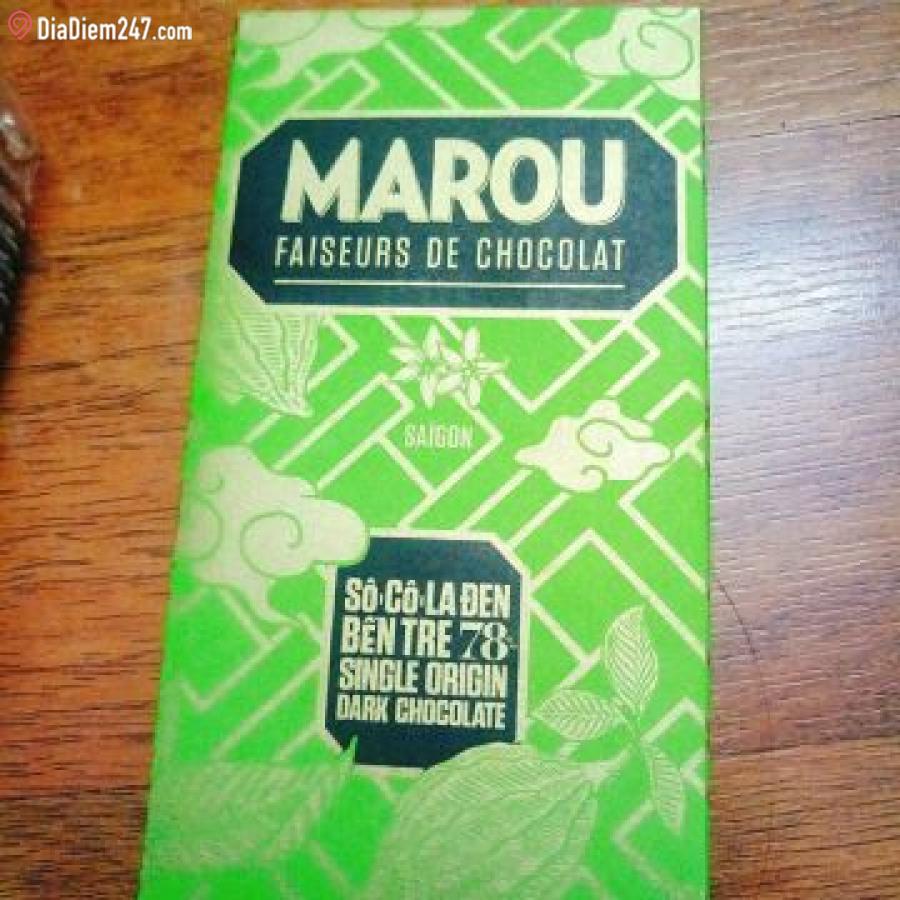 DiaDiem247.com
MAROU
FAISEURS DE CHOCOLAT
SAIGON
SÔ·CÔ·LA ĐEN
BẾN TRE 78%
SINGLE ORIGIN
DARK CHOCOLATE